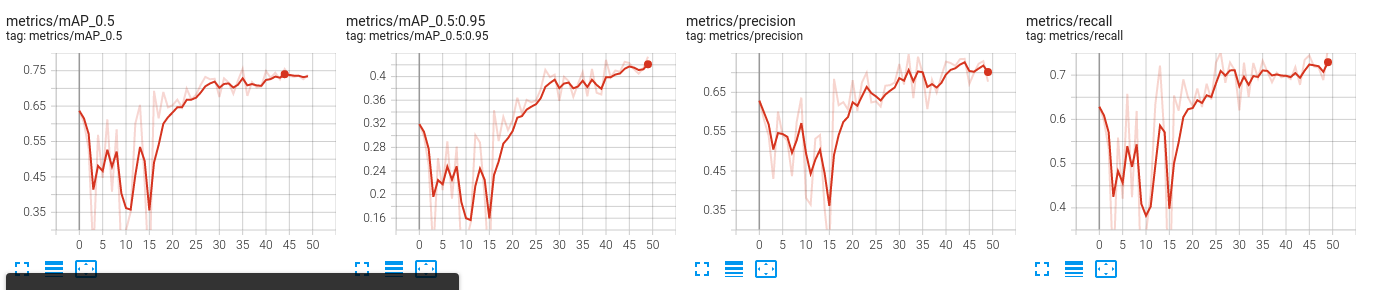 metrics/mAP_0.5
tag: metrics/mAP_0.5
0.75
0.65
0.55
0.45
0.35
0 5 10 15 20 25 30 35 40 45 50
metrics/mAP_0.5:0.95
tag: metrics/mAP_0.5:0.95
0.4
0.36
0.32
0.28
0.24
0.2
0.16
0 5 10 15 20 25 30 35 40 45 50
metrics/precision
tag: metrics/precision
0.65
0.55
0.45
0.35
0 5 10 15 20 25 30 35 40 45 50
metrics/recall
tag: metrics/recall
0.7
0.6
0.5
0.4
0 5 10 15 20 25 30 35 40 45 50